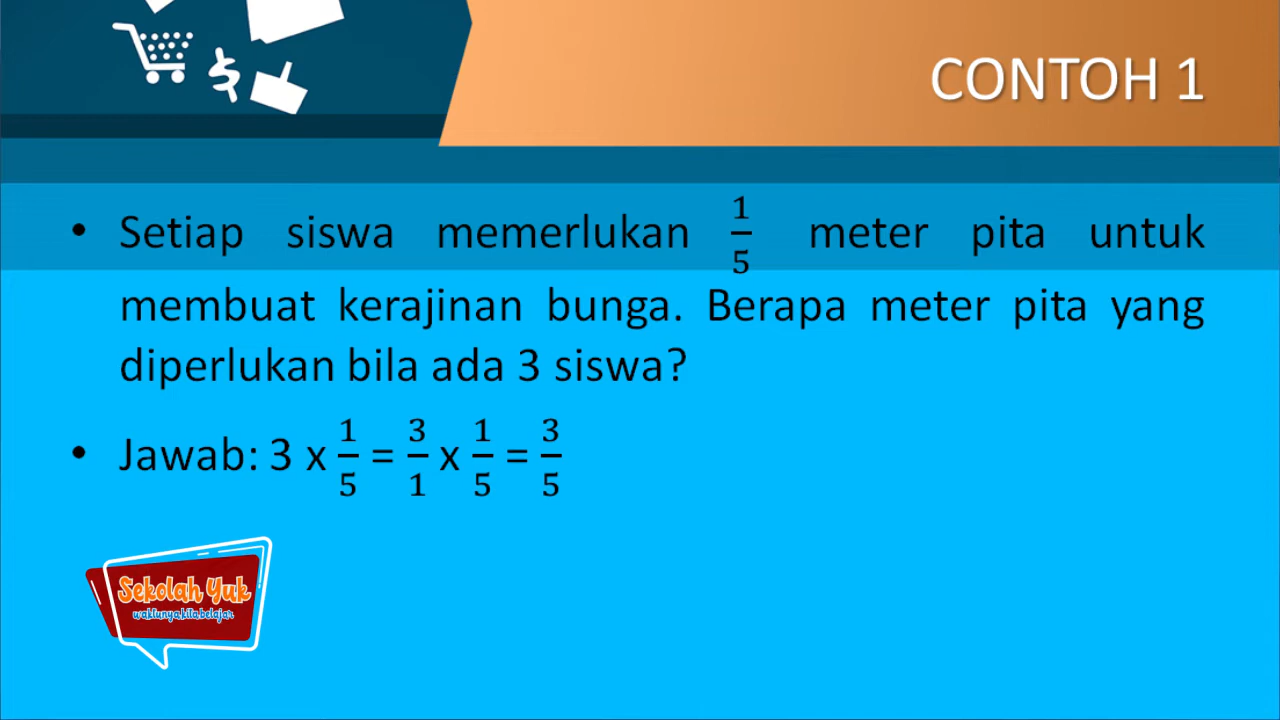 CONTOH 1
• Setiap siswa memerlukan 1/5 meter pita untuk
membuat kerajinan bunga. Berapa meter pita yang
diperlukan bila ada 3 siswa?
• Jawab: 3 x 1/5 = 3/1 x 1/5 = 3/5
Sekolah Yuk
waktunya kita belajar